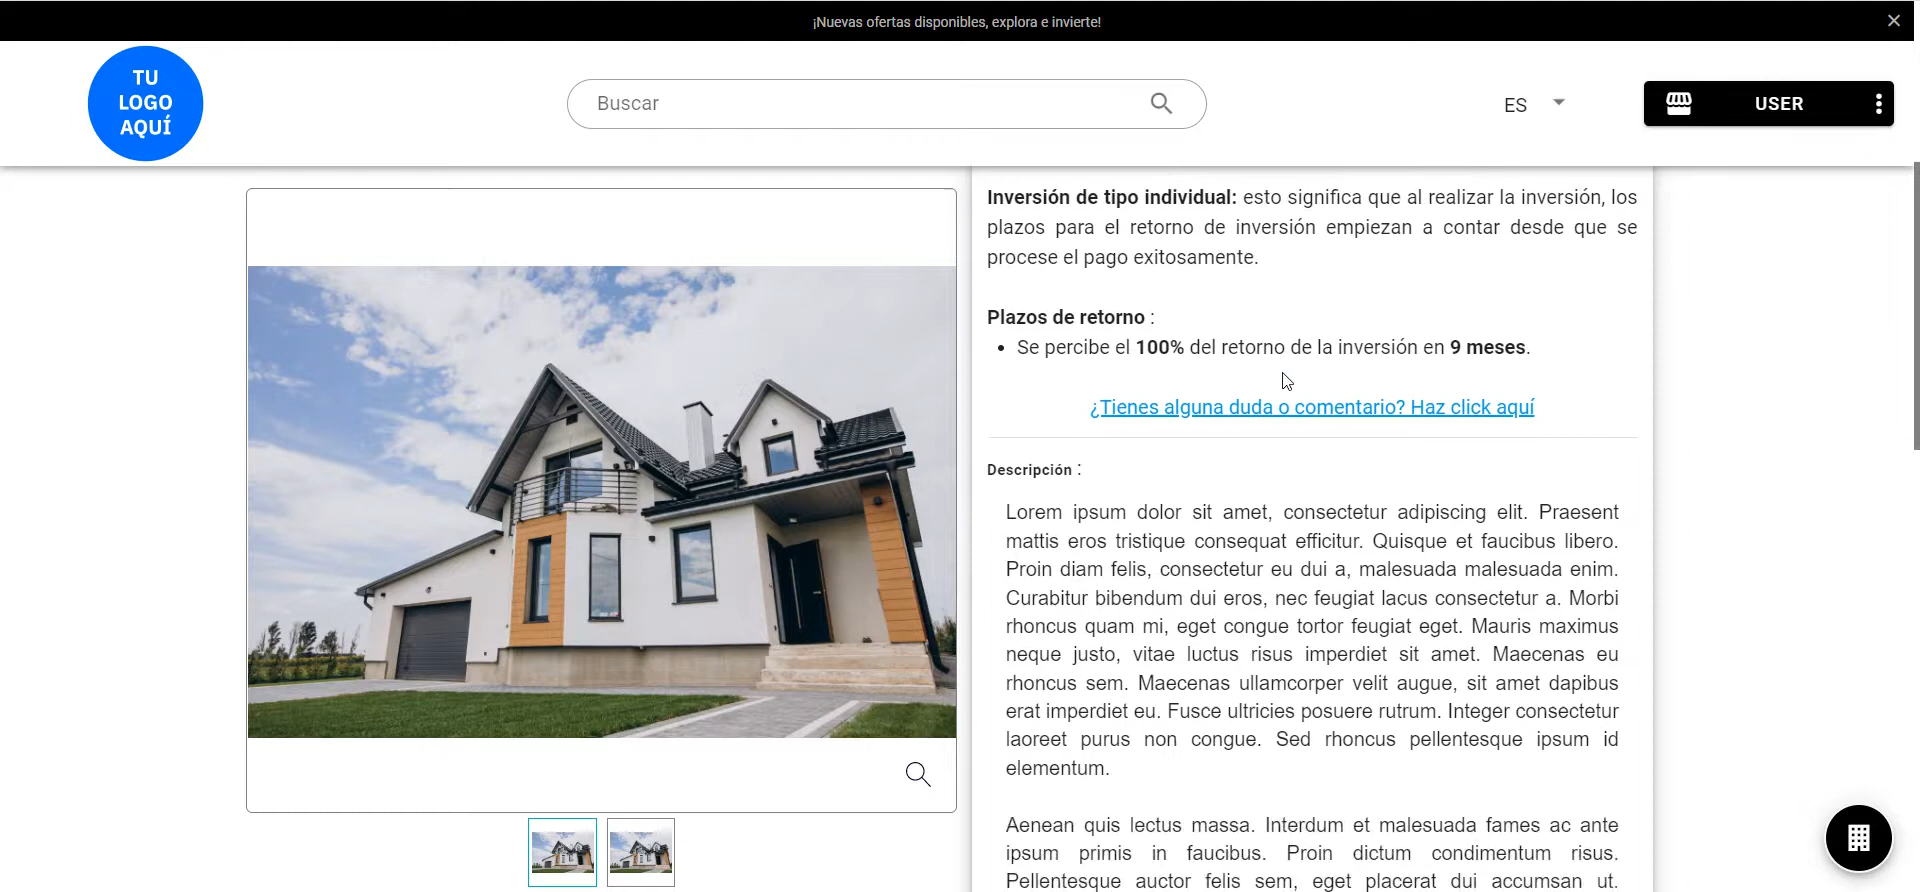 ¡Nuevas ofertas disponibles, explora e invierte!
TU
LOGO
AQUÍ
Buscar
ES
USER
Inversión de tipo individual: esto significa que al realizar la inversión, los
plazos para el retorno de inversión empiezan a contar desde que se
procese el pago exitosamente.
Plazos de retorno :
• Se percibe el 100% del retorno de la inversión en 9 meses.
¿Tienes alguna duda o comentario? Haz click aquí
Descripción :
Lorem ipsum dolor sit amet, consectetur adipiscing elit. Praesent
mattis eros tristique consequat efficitur. Quisque et faucibus libero.
Proin diam felis, consectetur eu dui a, malesuada malesuada enim.
Curabitur bibendum dui eros, nec feugiat lacus consectetur a. Morbi
rhoncus quam mi, eget congue tortor feugiat eget. Mauris maximus
neque justo, vitae luctus risus imperdiet sit amet. Maecenas eu
rhoncus sem. Maecenas ullamcorper velit augue, sit amet dapibus
erat imperdiet eu. Fusce ultricies posuere rutrum. Integer consectetur
laoreet purus non congue. Sed rhoncus pellentesque ipsum id
elementum.
Aenean quis lectus massa. Interdum et malesuada fames ac ante
ipsum primis in faucibus. Proin dictum condimentum risus.
Pellentesque auctor felis sem, eget placerat dui accumsan ut.